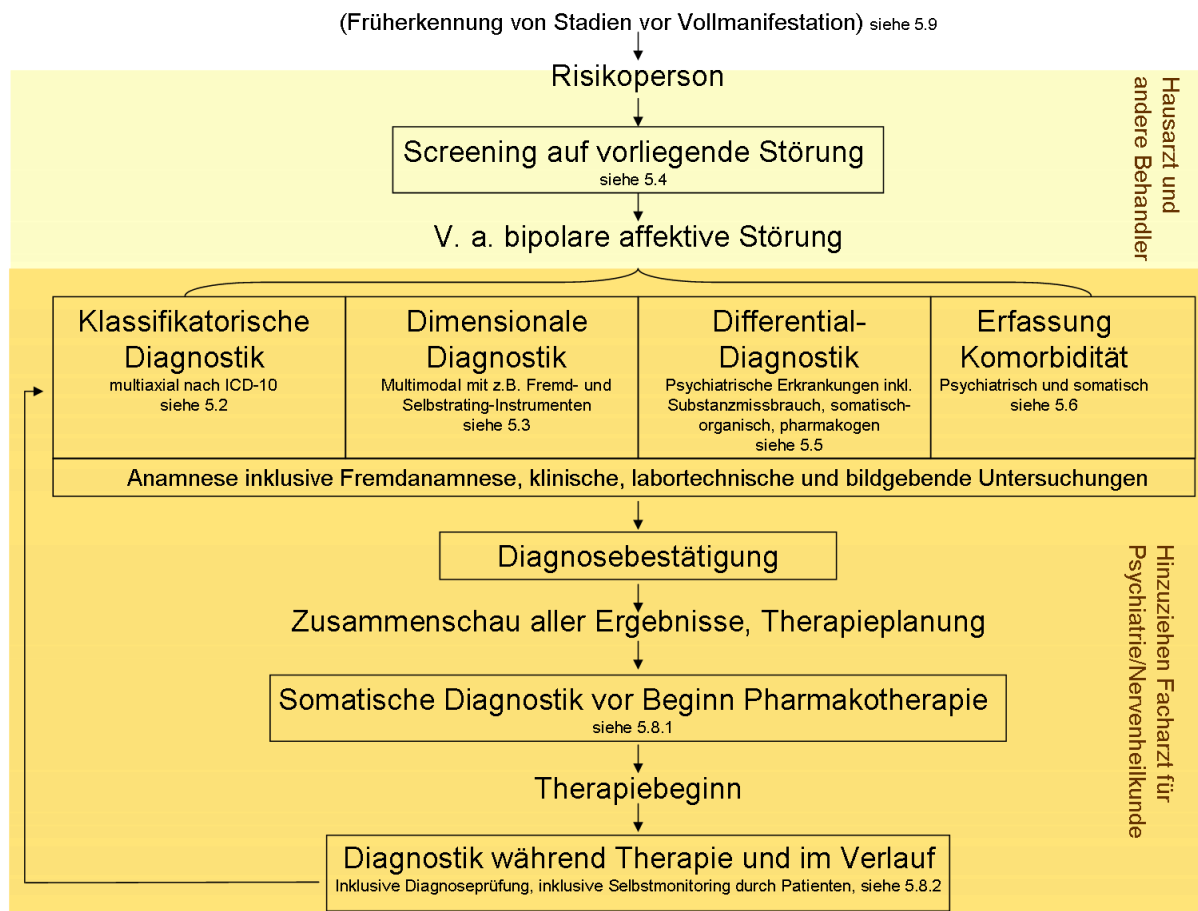 (Früherkennung von Stadien vor Vollmanifestation) siehe 5.9
Risikoperson
Screening auf vorliegende Störung
siehe 5.4
V. a. bipolare affektive Störung
Hausarzt und
andere Behandler
Klassifikatorische
Diagnostik
multiaxial nach ICD-10
siehe 5.2
Dimensionale
Diagnostik
Multimodal mit z.B. Fremd- und
Selbstrating-Instrumenten
siehe 5.3
Differential-
Diagnostik
Psychiatrische Erkrankungen inkl.
Substanzmissbrauch, somatisch-
organisch, pharmakogen
siehe 5.5
Erfassung
Komorbidität
Psychiatrisch und somatisch
siehe 5.6
Anamnese inklusive Fremdanamnese, klinische, labortechnische und bildgebende Untersuchungen
Diagnosebestätigung
Zusammenschau aller Ergebnisse, Therapieplanung
Somatische Diagnostik vor Beginn Pharmakotherapie
siehe 5.8.1
Therapiebeginn
Diagnostik während Therapie und im Verlauf
Inklusive Diagnoseprüfung, inklusive Selbstmonitoring durch Patienten, siehe 5.8.2
Hinzuziehen Facharzt für
Psychiatrie/Nervenheilkunde